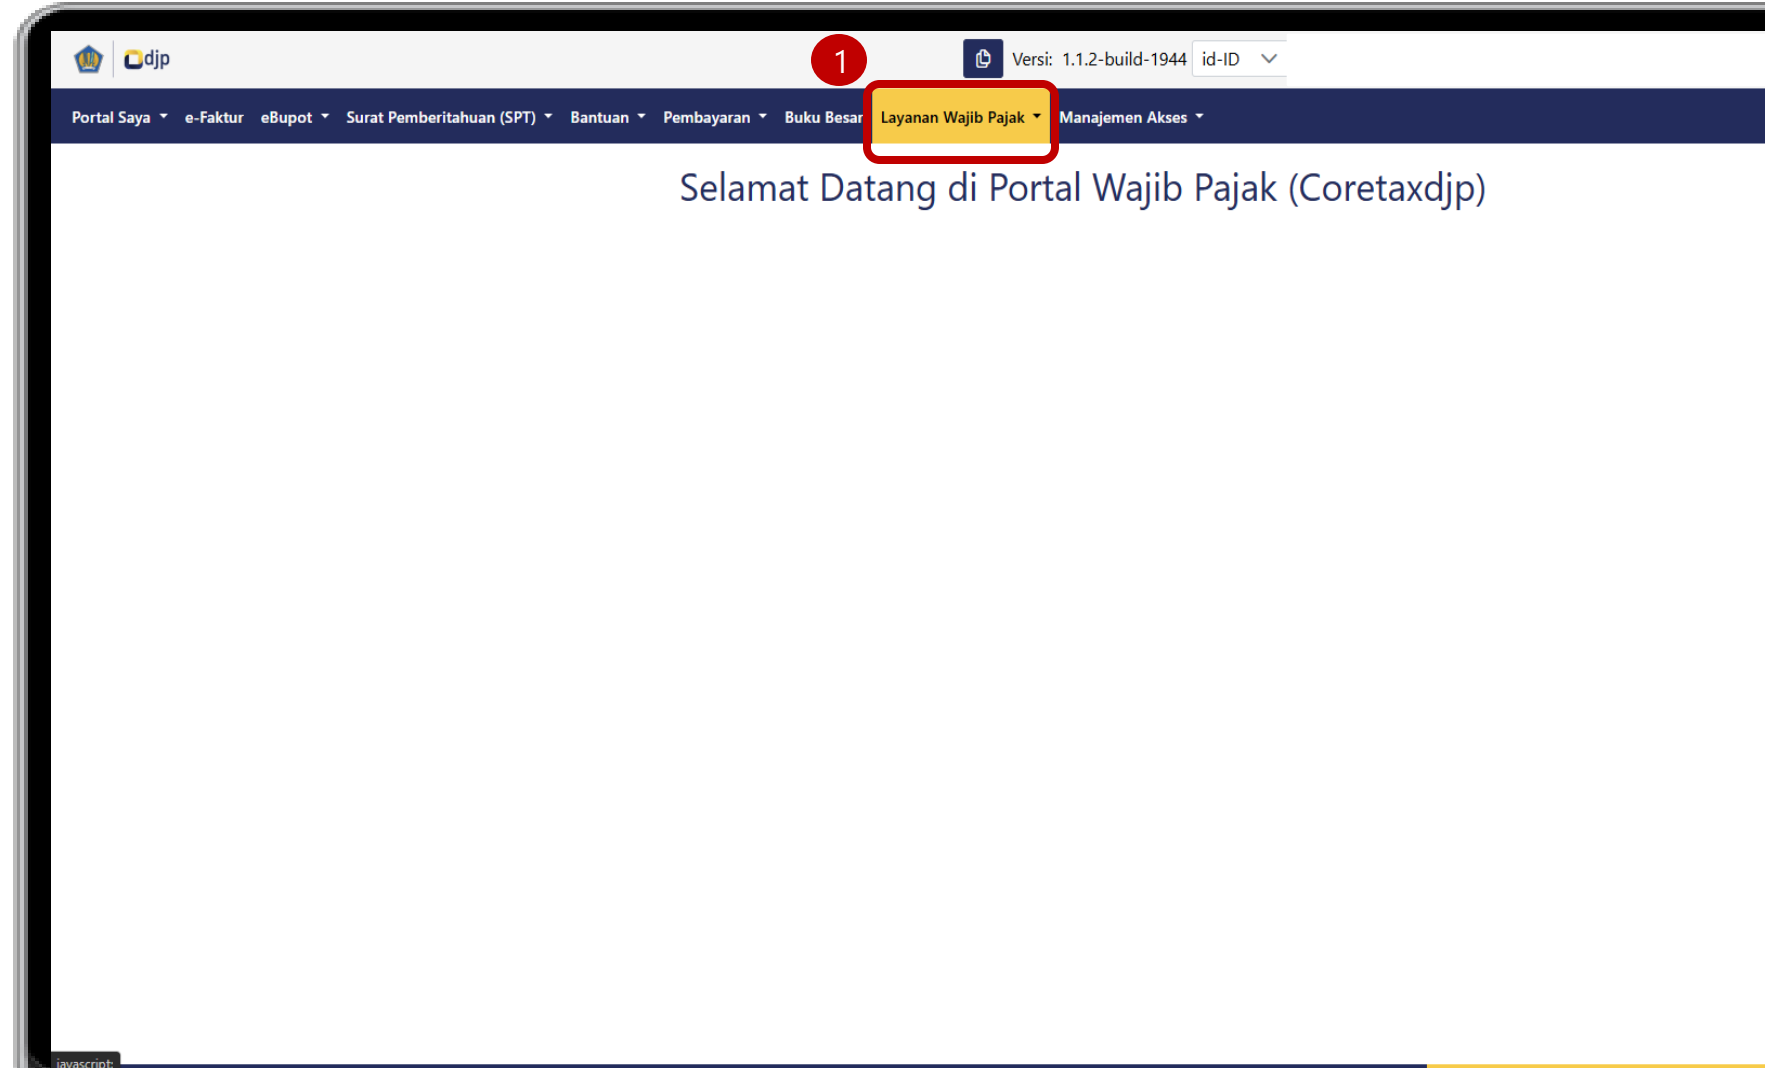 djp
1
Versi: 1.1.2-build-1944 id-ID
Portal Saya e-Faktur eBupot Surat Pemberitahuan (SPT) Bantuan Pembayaran Buku Besar Layanan Wajib Pajak Manajemen Akses
Selamat Datang di Portal Wajib Pajak (Coretaxdjp)
javascript: